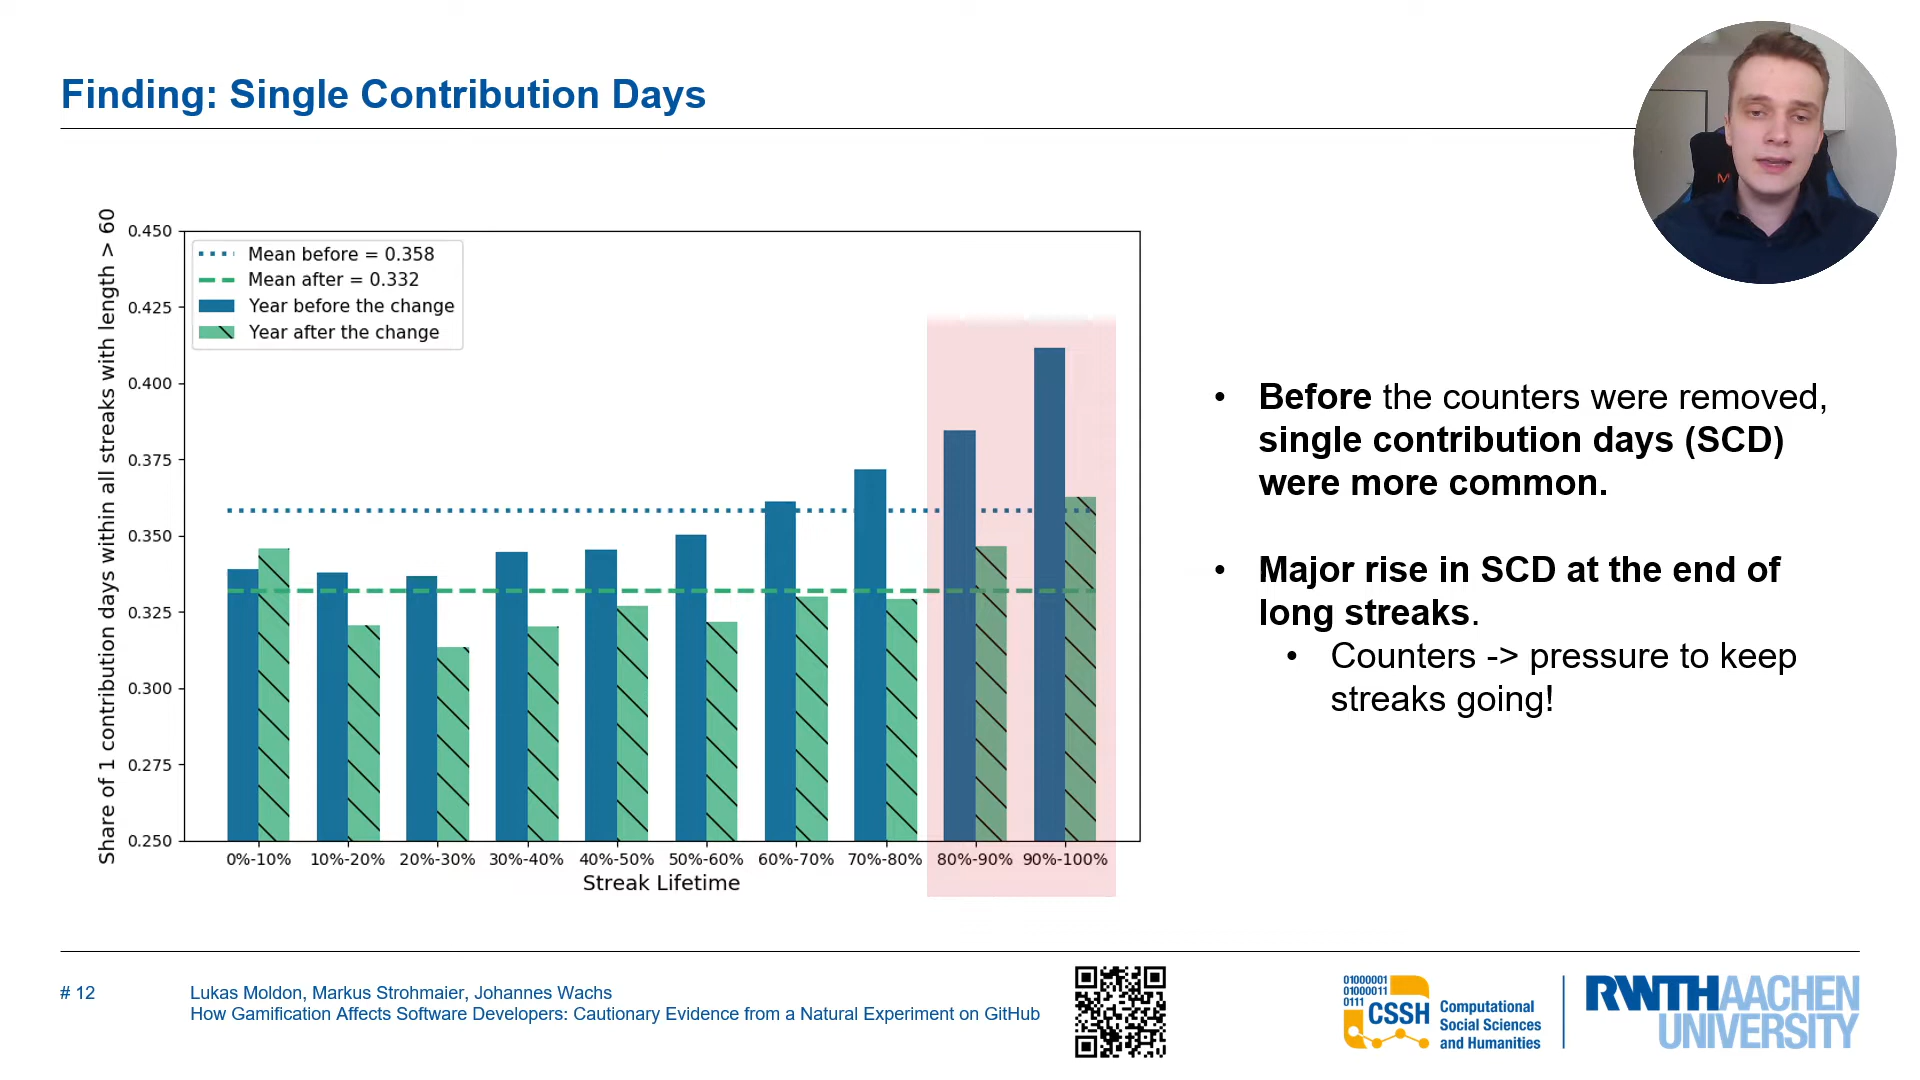 Finding: Single Contribution Days
Share of 1 contribution days within all streaks with length > 60
0.450
0.425
0.400
0.375
0.350
0.325
0.300
0.275
0.250
Mean before = 0.358
Mean after = 0.332
Year before the change
Year after the change
0%-10% 10%-20% 20%-30% 30%-40% 40%-50% 50%-60% 60%-70% 70%-80% 80%-90% 90%-100%
Streak Lifetime
• Before the counters were removed,
single contribution days (SCD)
were more common.
• Major rise in SCD at the end of
long streaks.
• Counters -> pressure to keep
streaks going!
# 12
Lukas Moldon, Markus Strohmaier, Johannes Wachs
How Gamification Affects Software Developers: Cautionary Evidence from a Natural Experiment on GitHub
01000001
01000011
0111
CSSH
Computational
Social Sciences
and Humanities
RWTH AACHEN
UNIVERSITY